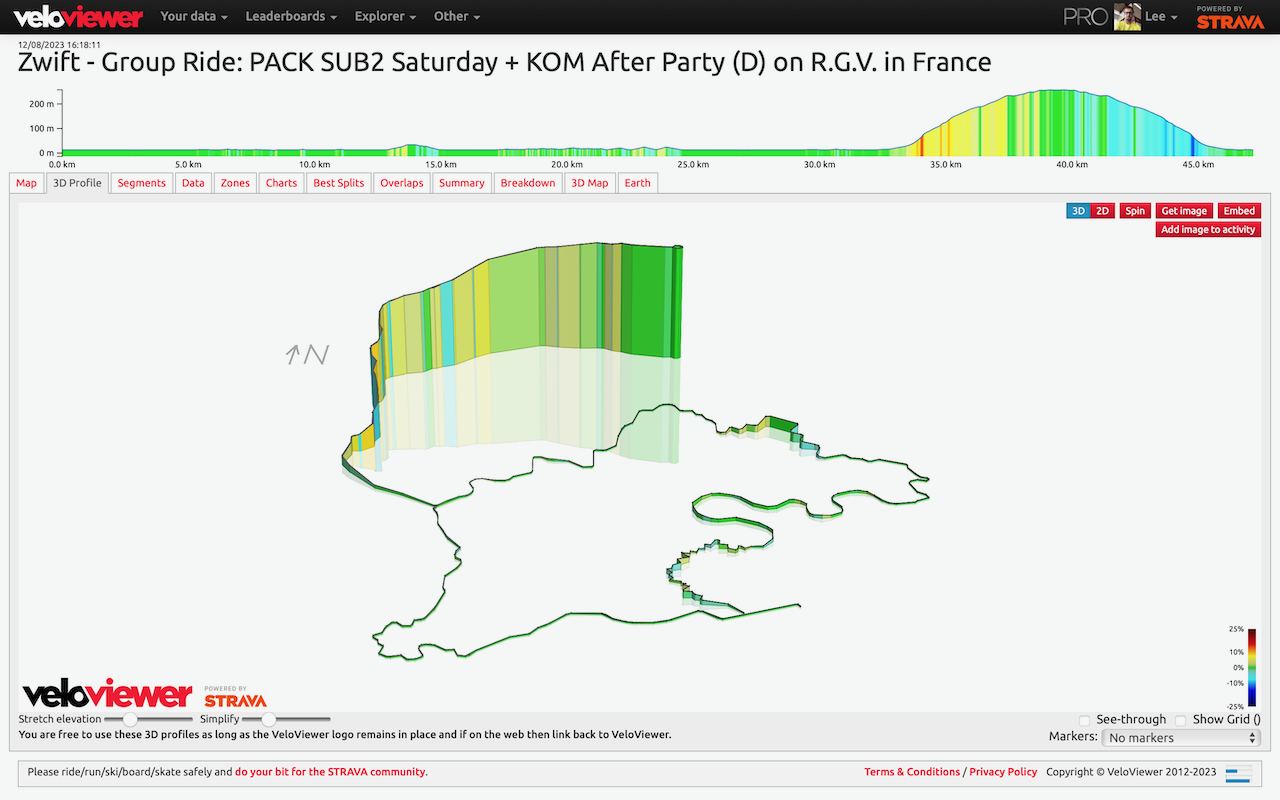 veloviewer Your data Leaderboards Explorer Other PRO Lee POWERED BY STRAVA
12/08/2023 16:18:11
Zwift - Group Ride: PACK SUB2 Saturday + KOM After Party (D) on R.G.V. in France
200 m
100 m
0 m
0.0 km 5.0 km 10.0 km 15.0 km 20.0 km 25.0 km 30.0 km 35.0 km 40.0 km 45.0 km
Map 3D Profile Segments Data Zones Charts Best Splits Overlaps Summary Breakdown 3D Map Earth
3D 2D Spin Get image Embed
Add image to activity
N
25%
10%
0%
-10%
-25%
veloviewer POWERED BY STRAVA
Stretch elevation Simplify See-through Show Grid ()
You are free to use these 3D profiles as long as the VeloViewer logo remains in place and if on the web then link back to VeloViewer.
Markers: No markers
Please ride/run/ski/board/skate safely and do your bit for the STRAVA community. Terms & Conditions / Privacy Policy Copyright © VeloViewer 2012-2023